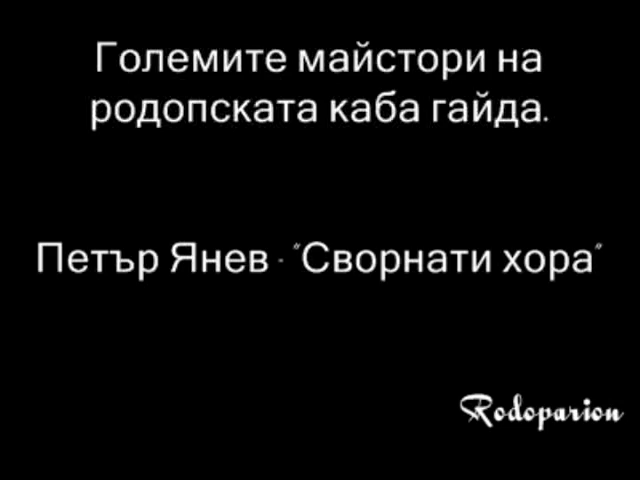 Големите майстори на
родопската каба гайда.
Петър Янев - "Сворнати хора"
Rodoparion